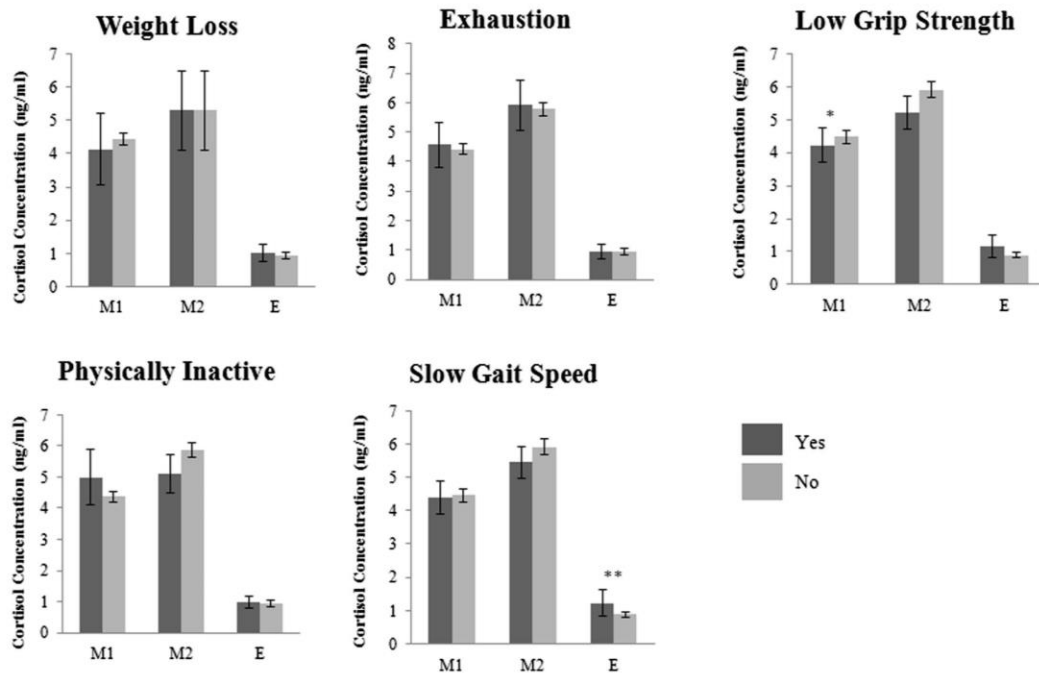 Weight Loss
Cortisol Concentration (ng/ml)
7
6
5
4
3
2
1
0
M1 M2 E
Exhaustion
Cortisol Concentration (ng/ml)
8
7
6
5
4
3
2
1
0
M1 M2 E
Low Grip Strength
Cortisol Concentration (ng/ml)
7
6
5
4
3
2
1
0
*
M1 M2 E
Physically Inactive
Cortisol Concentration (ng/ml)
7
6
5
4
3
2
1
0
M1 M2 E
Slow Gait Speed
Cortisol Concentration (ng/ml)
7
6
5
4
3
2
1
0
**
M1 M2 E
Yes
No